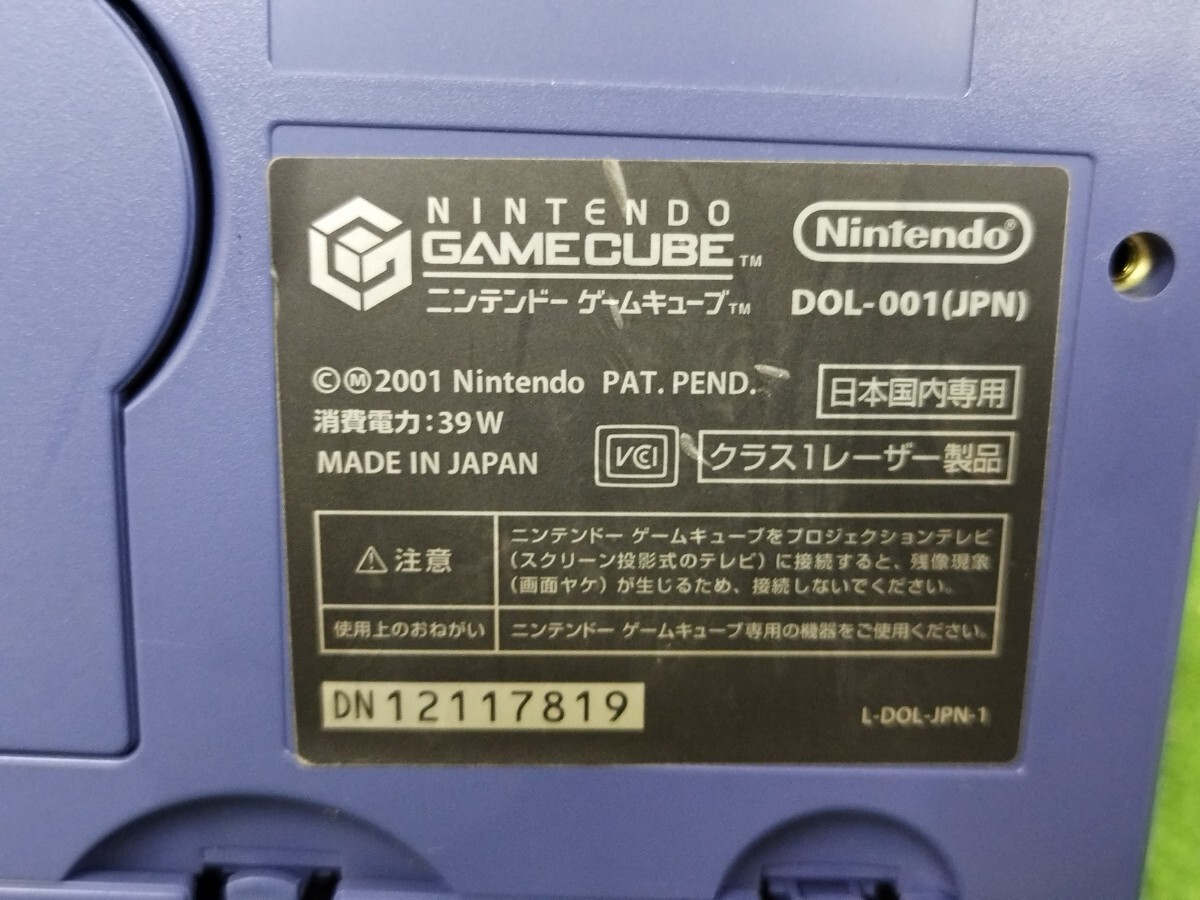 NINTENDO
GAMECUBE™
ニンテンドー ゲームキューブ™
Nintendo®
DOL-001(JPN)
©Ⓜ2001 Nintendo PAT. PEND.
日本国内専用
消費電力:39W
MADE IN JAPAN
VCI
クラス1レーザー製品
⚠注意
ニンテンドー ゲームキューブをプロジェクションテレビ
(スクリーン投影式のテレビ)に接続すると、残像現象
(画面ヤケ)が生じるため、接続しないでください。
使用上のおねがい
ニンテンドー ゲームキューブ専用の機器をご使用ください。
DN 12117819
L-DOL-JPN-1